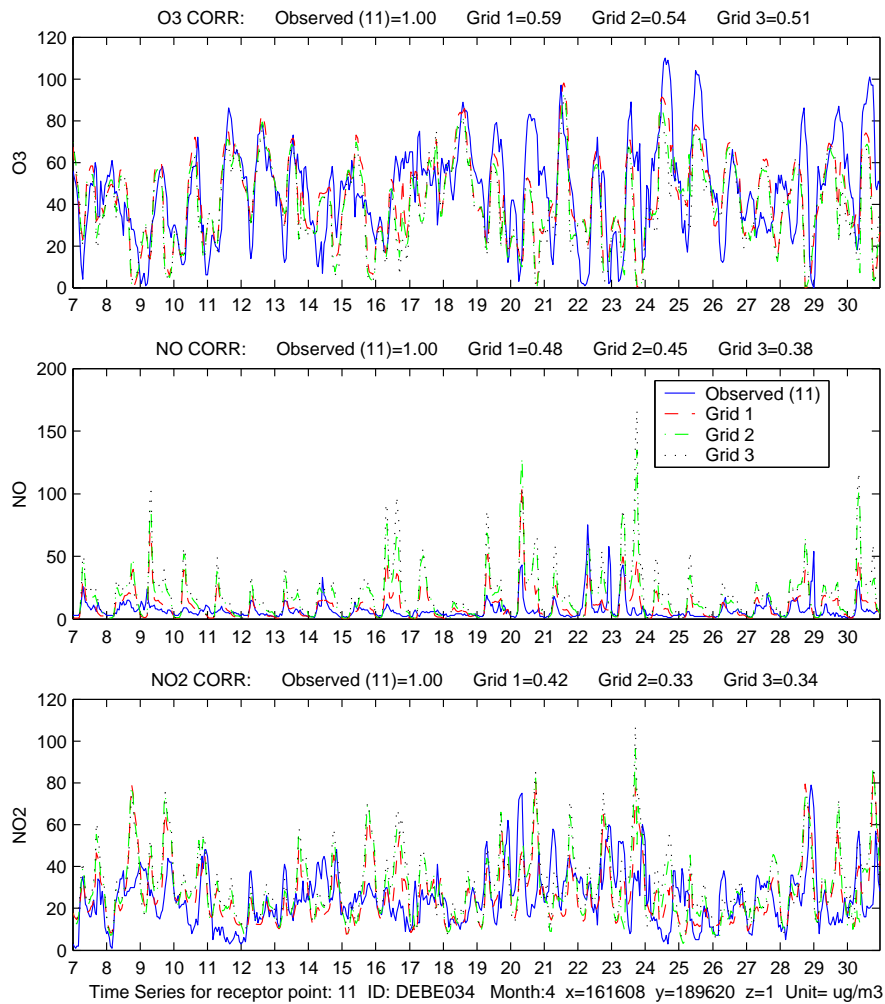 O3 CORR: Observed (11)=1.00 Grid 1=0.59 Grid 2=0.54 Grid 3=0.51
120
100
80
60
40
20
0
O3
7 8 9 10 11 12 13 14 15 16 17 18 19 20 21 22 23 24 25 26 27 28 29 30
NO CORR: Observed (11)=1.00 Grid 1=0.48 Grid 2=0.45 Grid 3=0.38
200
150
100
50
0
NO
Observed (11)
Grid 1
Grid 2
Grid 3
7 8 9 10 11 12 13 14 15 16 17 18 19 20 21 22 23 24 25 26 27 28 29 30
NO2 CORR: Observed (11)=1.00 Grid 1=0.42 Grid 2=0.33 Grid 3=0.34
120
100
80
60
40
20
0
NO2
7 8 9 10 11 12 13 14 15 16 17 18 19 20 21 22 23 24 25 26 27 28 29 30
Time Series for receptor point: 11 ID: DEBE034 Month:4 x=161608 y=189620 z=1 Unit= ug/m3